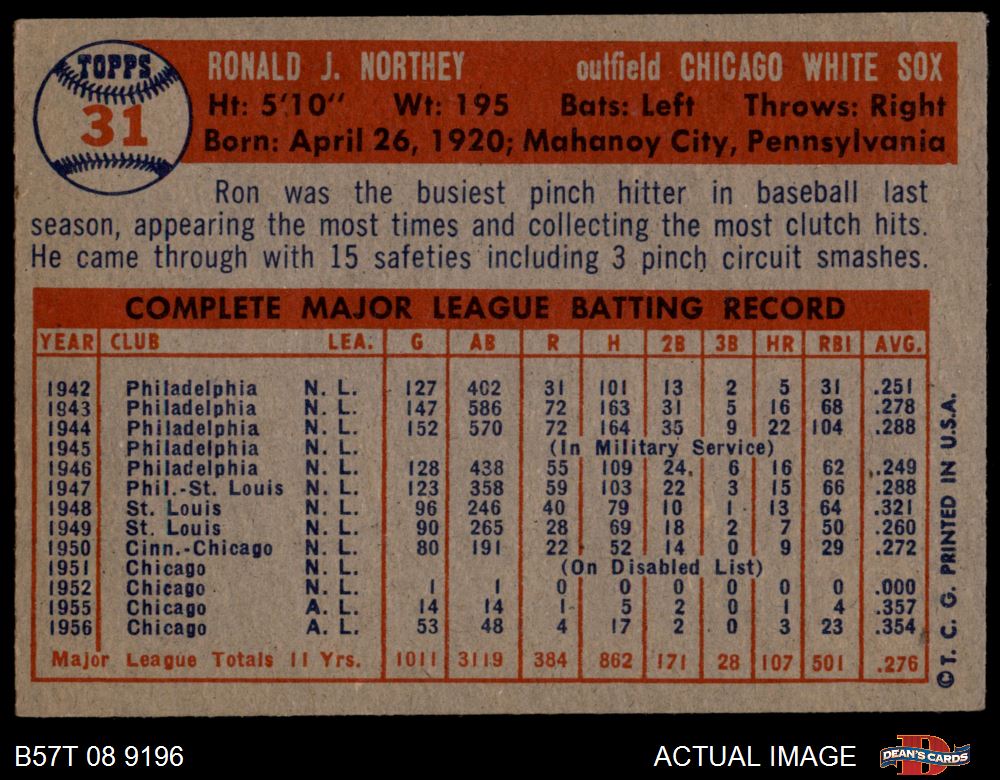 TOPPS
31
RONALD J. NORTHEY outfield CHICAGO WHITE SOX
Ht: 5'10" Wt: 195 Bats: Left Throws: Right
Born: April 26, 1920; Mahanoy City, Pennsylvania
Ron was the busiest pinch hitter in baseball last
season, appearing the most times and collecting the most clutch hits.
He came through with 15 safeties including 3 pinch circuit smashes.
COMPLETE MAJOR LEAGUE BATTING RECORD
YEAR CLUB LEA. G AB R H 2B 3B HR RBI AVG.
1942 Philadelphia N. L. 127 402 31 101 13 2 5 31 .251
1943 Philadelphia N. L. 147 586 72 163 31 5 16 68 .278
1944 Philadelphia N. L. 152 570 72 164 35 9 22 104 .288
1945 Philadelphia N. L. (In Military Service)
1946 Philadelphia N. L. 128 438 55 109 24 6 16 62 .249
1947 Phil.-St. Louis N. L. 123 358 59 103 22 3 15 66 .288
1948 St. Louis N. L. 96 246 40 79 10 1 13 64 .321
1949 St. Louis N. L. 90 265 28 69 18 2 7 50 .260
1950 Cinn.-Chicago N. L. 80 191 22 52 14 0 9 29 .272
1951 Chicago N. L. (On Disabled List)
1952 Chicago N. L. 1 1 0 0 0 0 0 0 .000
1955 Chicago A. L. 14 14 1 5 2 0 1 4 .357
1956 Chicago A. L. 53 48 4 17 2 0 3 23 .354
Major League Totals 11 Yrs. 1011 3119 384 862 171 28 107 501 .276
©T. C. G. PRINTED IN U.S.A.
B57T 08 9196
ACTUAL IMAGE
DEAN'S CARDS